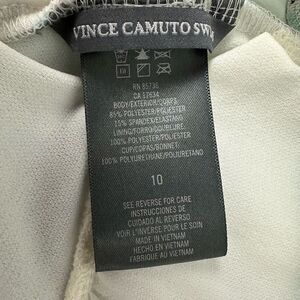 VINCE CAMUTO SWIM
RN 85736
CA 57634
BODY/EXTERIOR/CORPS:
85% POLYESTER/POLIÉSTER
15% SPANDEX/ELASTANO
LINING/FORRO/DOUBLURE:
100% POLYESTER/POLIÉSTER
CUP/COPAS/BONNET:
100% POLYURETHANE/POLIURETANO
10
SEE REVERSE FOR CARE
INSTRUCCIONES DE
CUIDADO AL REVERSO
VOIR L'INVERSE POUR LE SOIN
MADE IN VIETNAM
HECHO EN VIETNAM
FABRIQUE AU VIETNAM